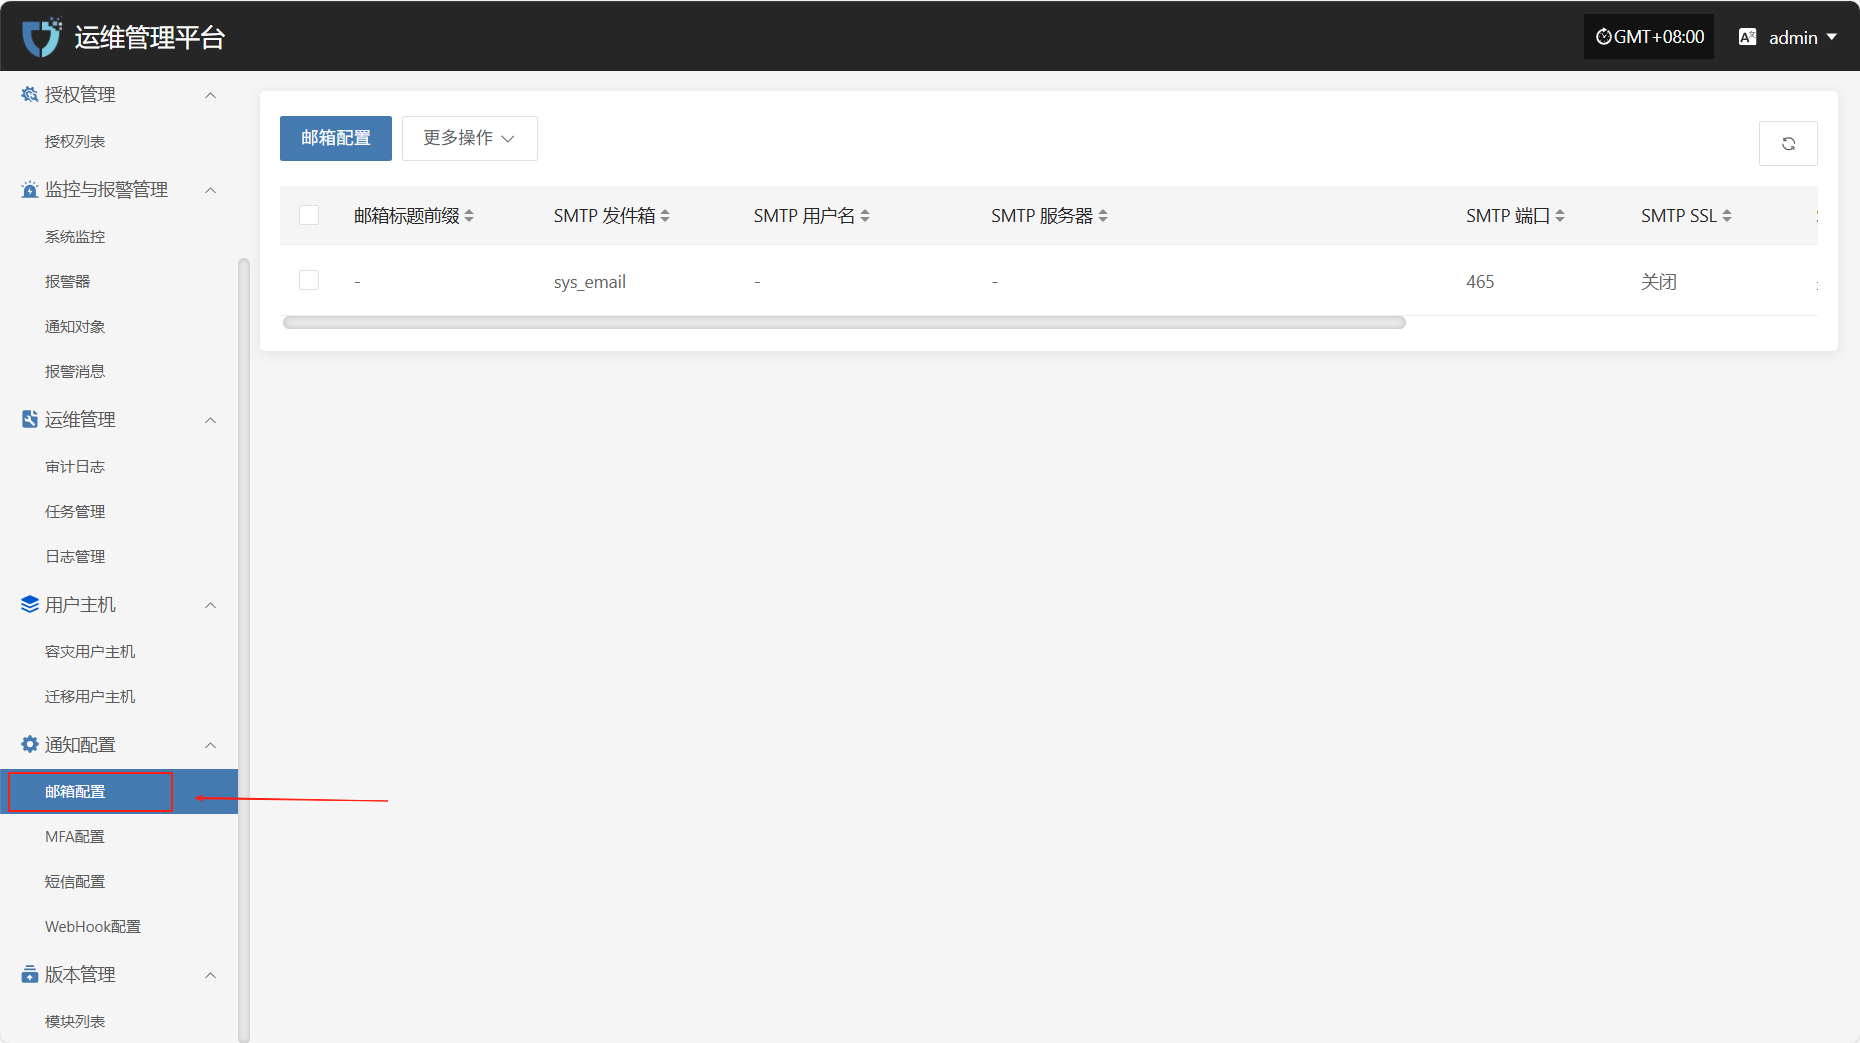 运维管理平台
GMT+08:00
admin
授权管理
授权列表
监控与报警管理
系统监控
报警器
通知对象
报警消息
运维管理
审计日志
任务管理
日志管理
用户主机
容灾用户主机
迁移用户主机
通知配置
邮箱配置
MFA配置
短信配置
WebHook配置
版本管理
模块列表
邮箱配置 更多操作
邮箱标题前缀 SMTP 发件箱 SMTP 用户名 SMTP 服务器 SMTP 端口 SMTP SSL
- sys_email - - 465 关闭